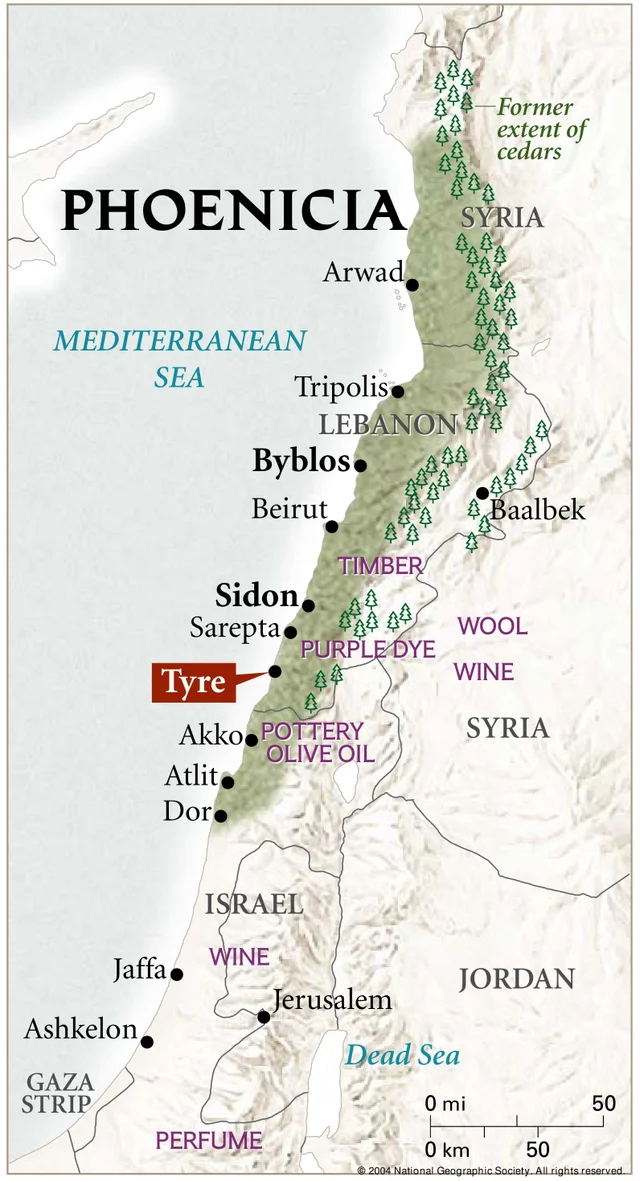 Former
extent of
cedars
PHOENICIA
SYRIA
Arwad
MEDITERRANEAN
SEA
Tripolis
LEBANON
Byblos
Baalbek
Beirut
TIMBER
Sidon
WOOL
Sarepta
PURPLE DYE
WINE
Tyre
SYRIA
POTTERY
Akko
OLIVE OIL
Atlit
Dor
ISRAEL
WINE
Jaffa
JORDAN
Jerusalem
Ashkelon
Dead Sea
GAZA
STRIP
0 mi 50
PERFUME
0 km 50
© 2004 National Geographic Society. All rights reserved.